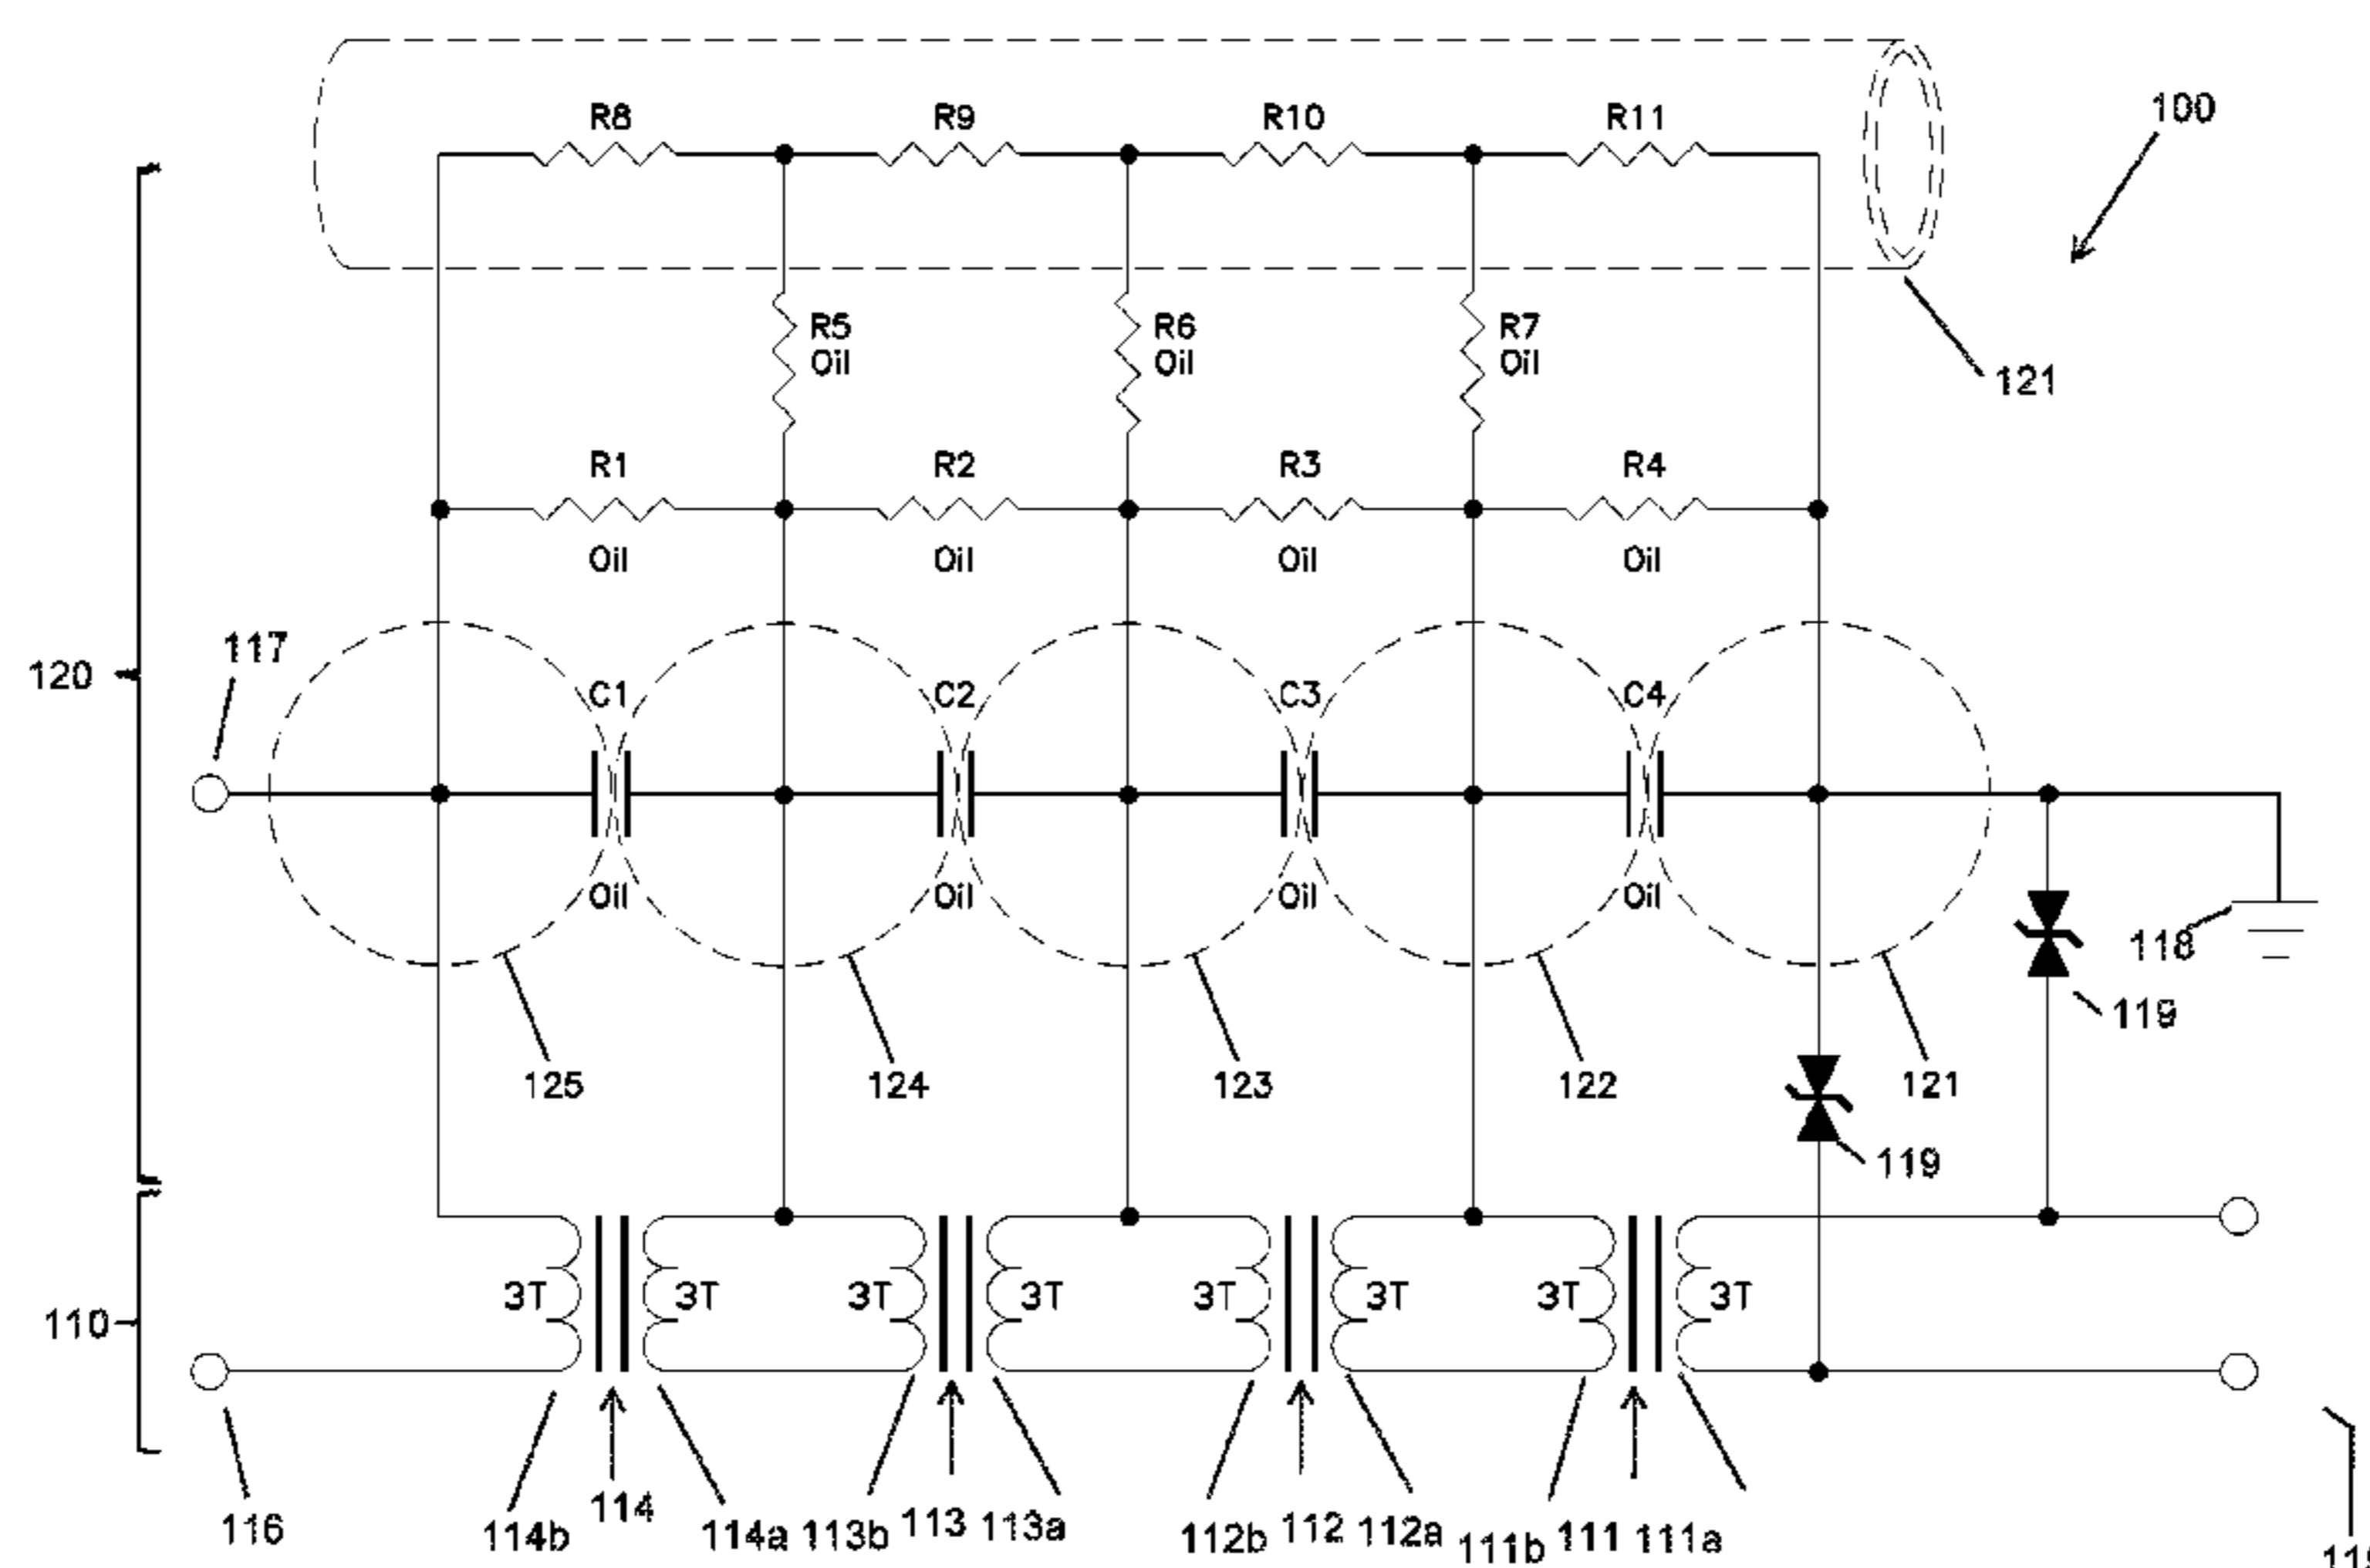 R8 R9 R10 R11
100
R5 R6 R7
Oil Oil Oil
121
R1 R2 R3 R4
Oil Oil Oil Oil
117
120
C1 C2 C3 C4
Oil Oil Oil Oil
118
119
125 124 123 122 121
119
3T 3T 3T 3T 3T 3T 3T 3T
110
116
114b 114 114a 113b 113 113a 112b 112 112a 111b 111 111a